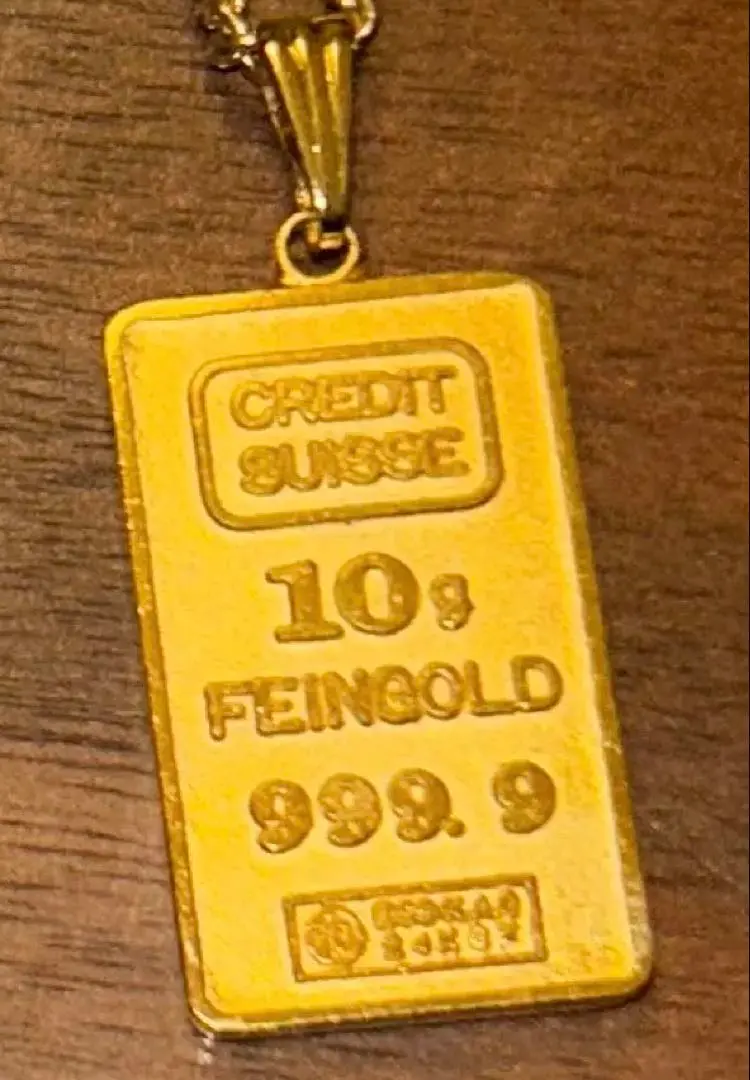 CREDIT
SUISSE
10g
FEINGOLD
999.9